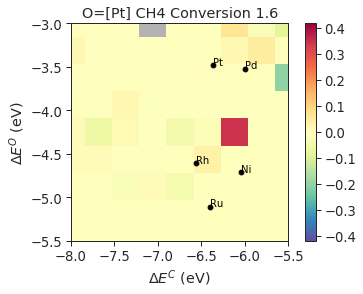 O=[Pt] CH4 Conversion 1.6
−3.0
−3.5
−4.0
−4.5
−5.0
−5.5
ΔE^O (eV)
Pt
Pd
Rh
Ni
Ru
−8.0 −7.5 −7.0 −6.5 −6.0 −5.5
ΔE^C (eV)
0.4
0.3
0.2
0.1
0.0
−0.1
−0.2
−0.3
−0.4